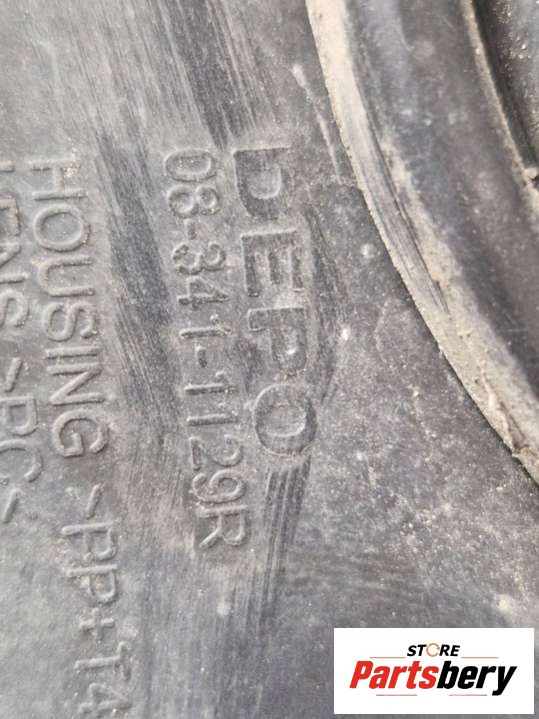 DEPO
08-341-1129R
HOUSING >PP+T4
LENS >PC<
STORE
Partsbery